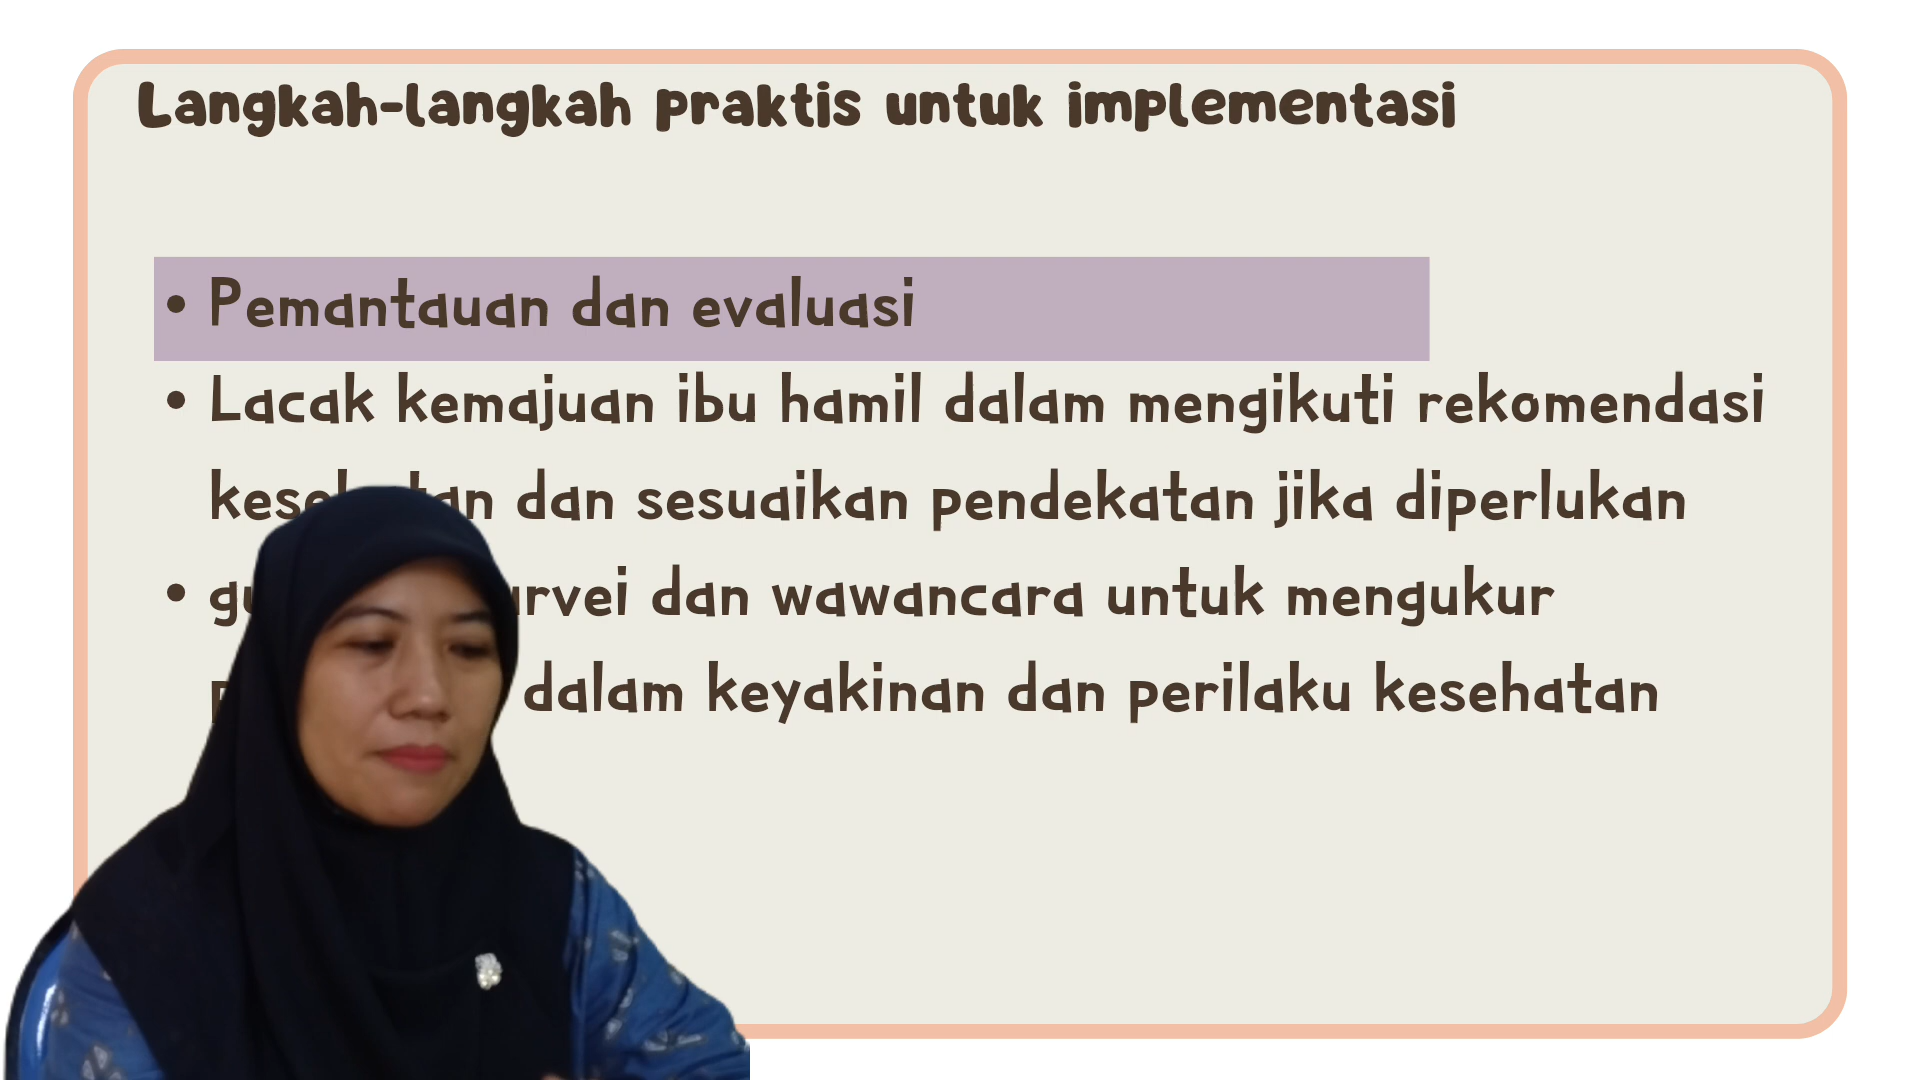 Langkah-langkah praktis untuk implementasi
• Pemantauan dan evaluasi
• Lacak kemajuan ibu hamil dalam mengikuti rekomendasi
dan sesuaikan pendekatan jika diperlukan
• dan wawancara untuk mengukur
dalam keyakinan dan perilaku kesehatan